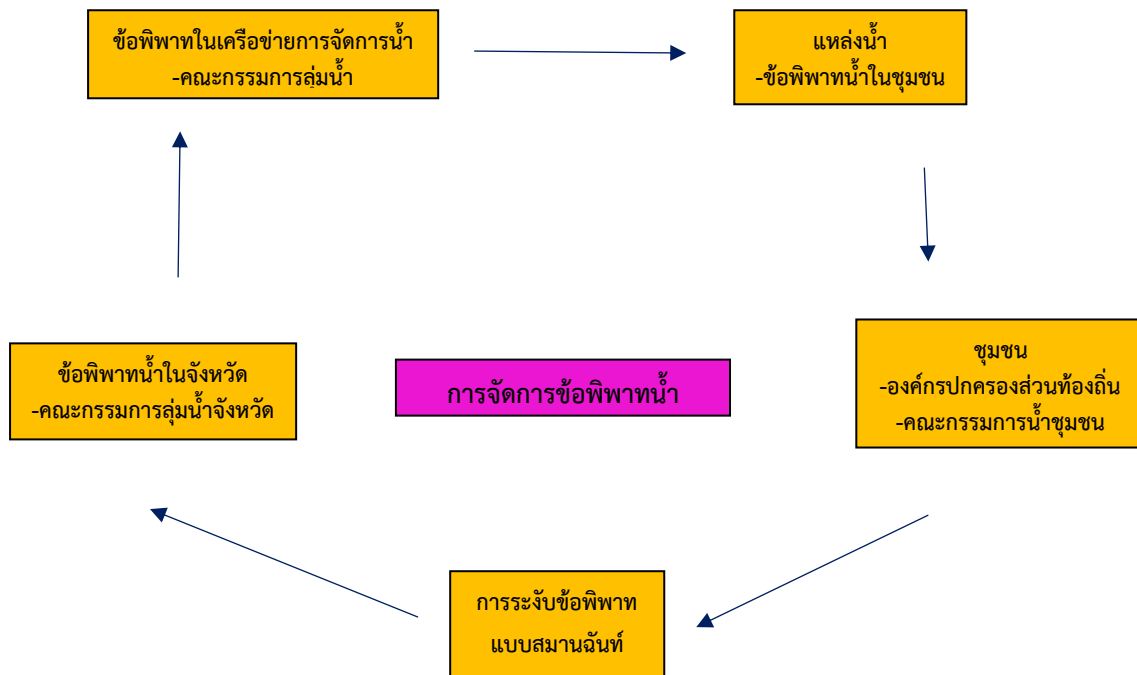 ข้อพิพาทในเครือข่ายการจัดการน้ำ
-คณะกรรมการลุ่มน้ำ
แหล่งน้ำ
-ข้อพิพาทน้ำในชุมชน
ข้อพิพาทน้ำในจังหวัด
-คณะกรรมการลุ่มน้ำจังหวัด
การจัดการข้อพิพาทน้ำ
ชุมชน
-องค์กรปกครองส่วนท้องถิ่น
-คณะกรรมการน้ำชุมชน
การระงับข้อพิพาท
แบบสมานฉันท์